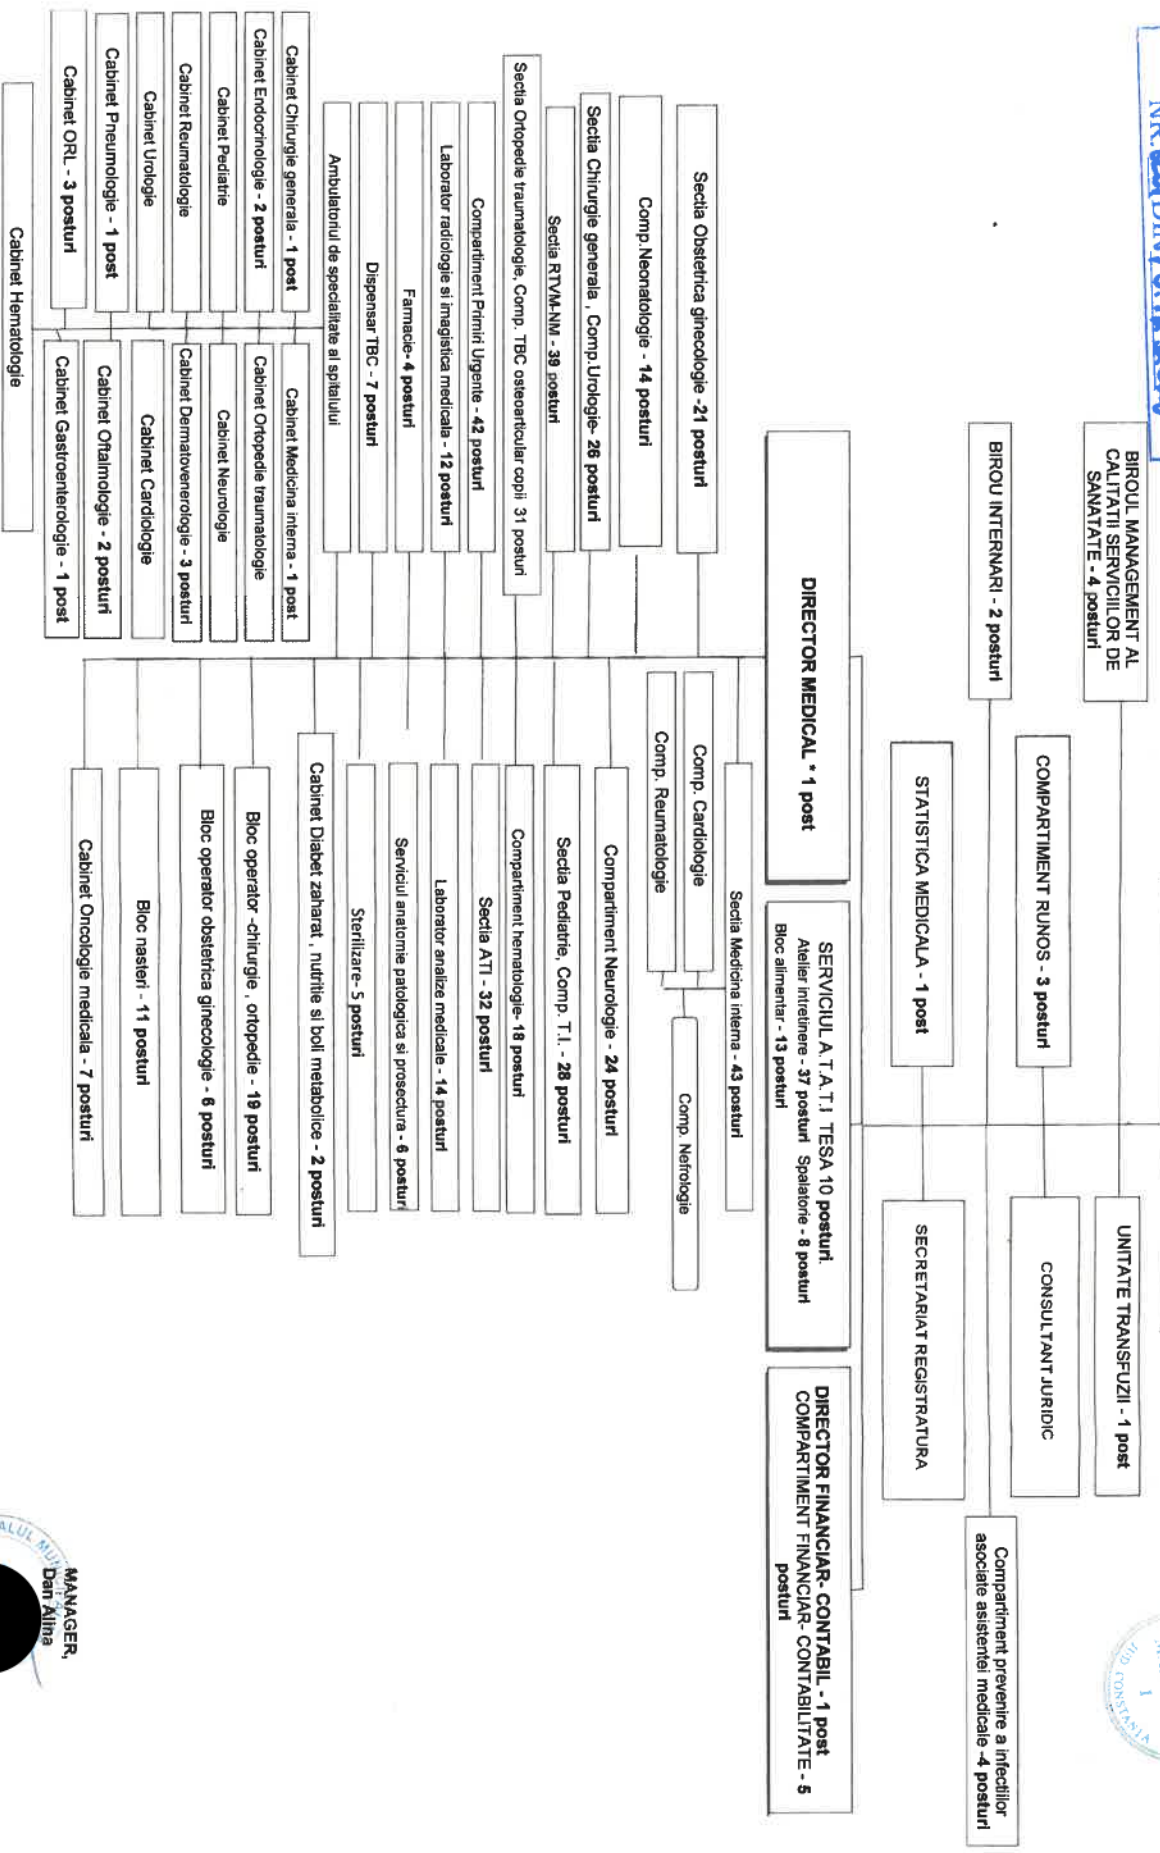 BIROUL MANAGEMENT AL
CALITATII SERVICIILOR DE
SANATATE - 4 posturi
UNITATE TRANSFUZII - 1 post
COMPARTIMENT RUNOS - 3 posturi
CONSULTANT JURIDIC
BIROU INTERNARI - 2 posturi
Compartiment prevenire a infectiilor
asociate asistentei medicale -4 posturi
STATISTICA MEDICALA - 1 post
SECRETARIAT REGISTRATURA
DIRECTOR MEDICAL * 1 post
SERVICIUL A.T.A.T.I TESA 10 posturi.
Atelier intretinere - 37 posturi Spalatorie - 8 posturi
Bloc alimentar - 13 posturi
DIRECTOR FINANCIAR- CONTABIL - 1 post
COMPARTIMENT FINANCIAR- CONTABILITATE - 5
posturi
Sectia Obstetrica ginecologie -21 posturi
Sectia Medicina interna - 43 posturi
Comp. Cardiologie
Comp. Nefrologie
Comp. Reumatologie
Comp.Neonatologie - 14 posturi
Compartiment Neurologie - 24 posturi
Sectia Chirurgie generala , Comp.Urologie- 26 posturi
Sectia RTVM-NM - 39 posturi
Sectia Pediatrie, Comp. T.I. - 28 posturi
Sectia Ortopedie traumatologie, Comp. TBC osteoarticular copii 31 posturi
Compartiment hematologie- 18 posturi
Compartiment Primiri Urgente - 42 posturi
Sectia ATI - 32 posturi
Laborator radiologie si imagistica medicala - 12 posturi
Laborator analize medicale - 14 posturi
Farmacie- 4 posturi
Serviciul anatomie patologica si prosectura - 6 posturi
Dispensar TBC - 7 posturi
Sterilizare- 5 posturi
Ambulatoriul de specialitate al spitalului
Cabinet Diabet zaharat , nutritie si boli metabolice - 2 posturi
Cabinet Chirurgie generala - 1 post
Cabinet Medicina interna - 1 post
Cabinet Endocrinologie - 2 posturi
Cabinet Ortopedie traumatologie
Bloc operator -chirurgie , ortopedie - 19 posturi
Cabinet Pediatrie
Cabinet Neurologie
Bloc operator obstetrica ginecologie - 6 posturi
Cabinet Reumatologie
Cabinet Dermatovenerologie - 3 posturi
Cabinet Urologie
Cabinet Cardiologie
Bloc nasteri - 11 posturi
Cabinet Pneumologie - 1 post
Cabinet Oftalmologie - 2 posturi
Cabinet Oncologie medicala - 7 posturi
Cabinet ORL - 3 posturi
Cabinet Gastroenterologie - 1 post
Cabinet Hematologie
MANAGER,
Dan Alina